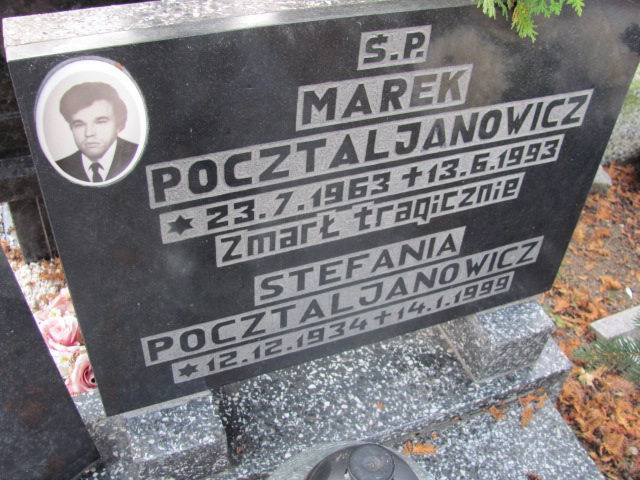 Ś.P.
MAREK
POCZTALJANOWICZ
* 23.7.1963 + 13.6.1993
Zmarł tragicznie
STEFANIA
POCZTALJANOWICZ
* 12.12.1934 + 14.1.1999